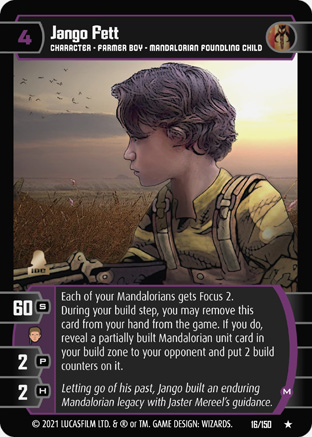 4
Jango Fett
CHARACTER • FARMER BOY • MANDALORIAN FOUNDLING CHILD
IDC
60 S
2 P
2 H
Each of your Mandalorians gets Focus 2.
During your build step, you may remove this
card from your hand from the game. If you do,
reveal a partially built Mandalorian unit card in
your build zone to your opponent and put 2 build
counters on it.
Letting go of his past, Jango built an enduring
Mandalorian legacy with Jaster Mereel's guidance.
M
© 2021 LUCASFILM LTD. & ® or TM. GAME DESIGN: WIZARDS.
16/150 ★